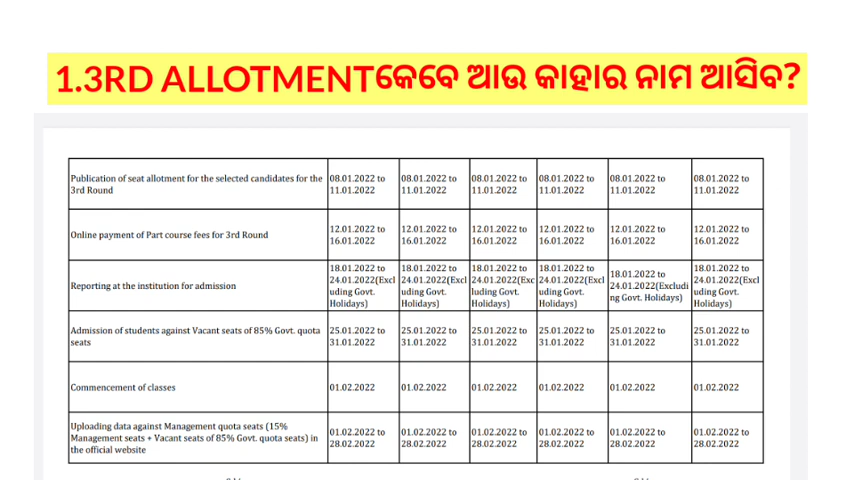 1.3RD ALLOTMENTକେବେ ଆଉ କାହାର ନାମ ଆସିବ?
Publication of seat allotment for the selected candidates for the 08.01.2022 to 08.01.2022 to 08.01.2022 to 08.01.2022 to 08.01.2022 to 08.01.2022 to
3rd Round 11.01.2022 11.01.2022 11.01.2022 11.01.2022 11.01.2022 11.01.2022
Online payment of Part course fees for 3rd Round 12.01.2022 to 12.01.2022 to 12.01.2022 to 12.01.2022 to 12.01.2022 to 12.01.2022 to
16.01.2022 16.01.2022 16.01.2022 16.01.2022 16.01.2022 16.01.2022
Reporting at the institution for admission 18.01.2022 to 18.01.2022 to 18.01.2022 to 18.01.2022 to 18.01.2022 to 18.01.2022 to
24.01.2022(Excl 24.01.2022(Excl 24.01.2022(Exc 24.01.2022(Excl 24.01.2022(Excludi 24.01.2022(Excl
uding Govt. uding Govt. luding Govt. uding Govt. ng Govt. Holidays) uding Govt.
Holidays) Holidays) Holidays) Holidays) Holidays)
Admission of students against Vacant seats of 85% Govt. quota 25.01.2022 to 25.01.2022 to 25.01.2022 to 25.01.2022 to 25.01.2022 to 25.01.2022 to
seats 31.01.2022 31.01.2022 31.01.2022 31.01.2022 31.01.2022 31.01.2022
Commencement of classes 01.02.2022 01.02.2022 01.02.2022 01.02.2022 01.02.2022 01.02.2022
Uploading data against Management quota seats (15% 01.02.2022 to 01.02.2022 to 01.02.2022 to 01.02.2022 to 01.02.2022 to 01.02.2022 to
Management seats + Vacant seats of 85% Govt. quota seats) in 28.02.2022 28.02.2022 28.02.2022 28.02.2022 28.02.2022 28.02.2022
the official website